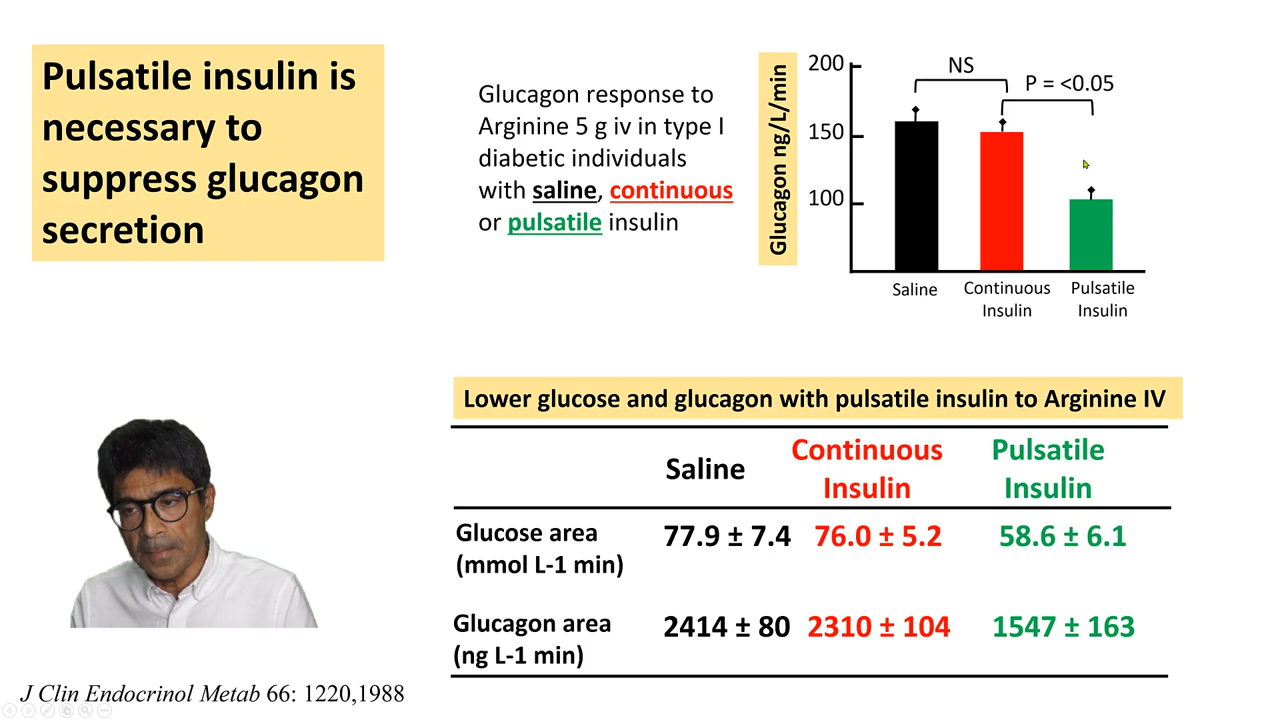 Pulsatile insulin is
necessary to
suppress glucagon
secretion
Glucagon response to
Arginine 5 g iv in type I
diabetic individuals
with saline, continuous
or pulsatile insulin
Glucagon ng/L/min
200
150
100
NS
P = <0.05
Saline
Continuous
Insulin
Pulsatile
Insulin
Lower glucose and glucagon with pulsatile insulin to Arginine IV
Saline
Continuous
Insulin
Pulsatile
Insulin
Glucose area
(mmol L-1 min)
77.9 ± 7.4 76.0 ± 5.2 58.6 ± 6.1
Glucagon area
(ng L-1 min)
2414 ± 80 2310 ± 104 1547 ± 163
J Clin Endocrinol Metab 66: 1220,1988